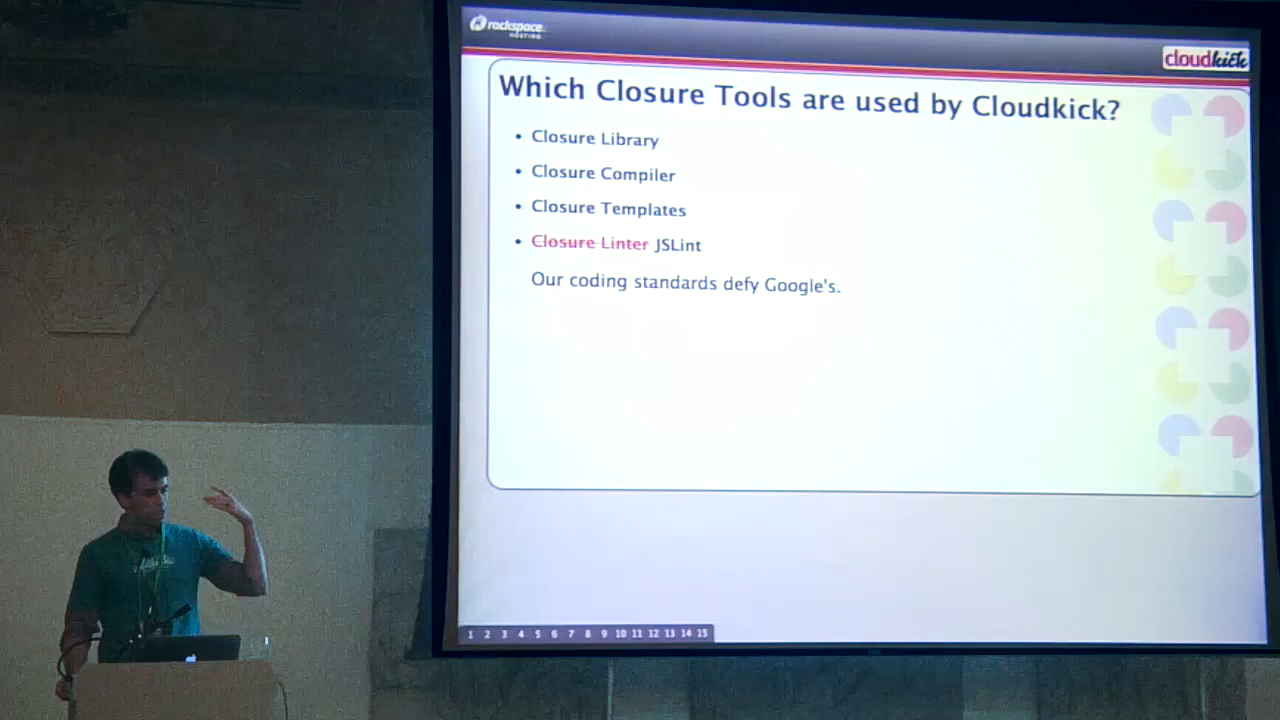 rackspace.
HOSTING
cloudkick
Which Closure Tools are used by Cloudkick?
• Closure Library
• Closure Compiler
• Closure Templates
• Closure Linter JSLint
Our coding standards defy Google's.
1 2 3 4 5 6 7 8 9 10 11 12 13 14 15